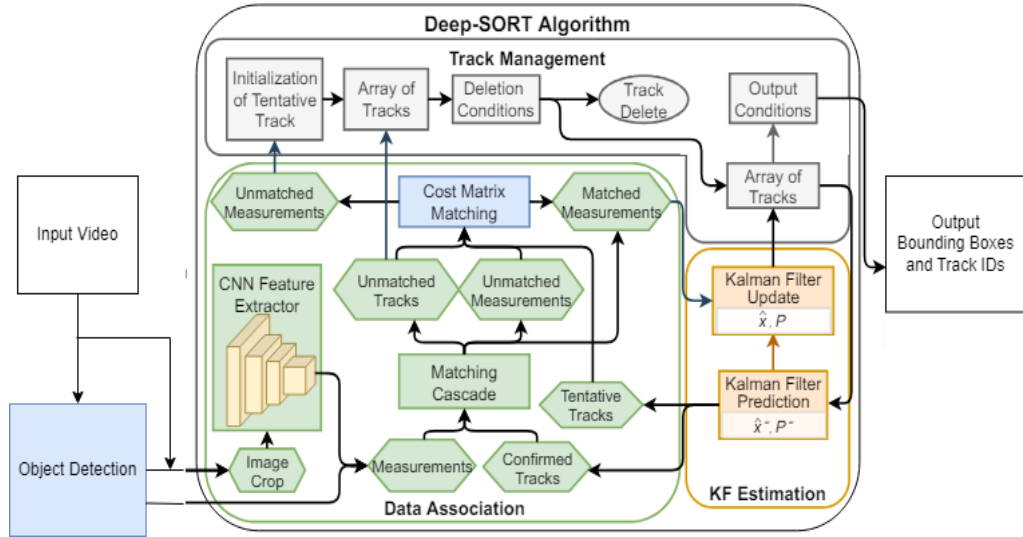 Deep-SORT Algorithm
Track Management
Initialization
of Tentative
Track
Array of
Tracks
Deletion
Conditions
Track
Delete
Output
Conditions
Array of
Tracks
Unmatched
Measurements
Cost Matrix
Matching
Matched
Measurements
Input Video
Output
Bounding Boxes
and Track IDs
CNN Feature
Extractor
Unmatched
Tracks
Unmatched
Measurements
Kalman Filter
Update
x̂, P
Matching
Cascade
Tentative
Tracks
Kalman Filter
Prediction
x̂⁻, P⁻
Object Detection
Image
Crop
Measurements
Confirmed
Tracks
Data Association
KF Estimation